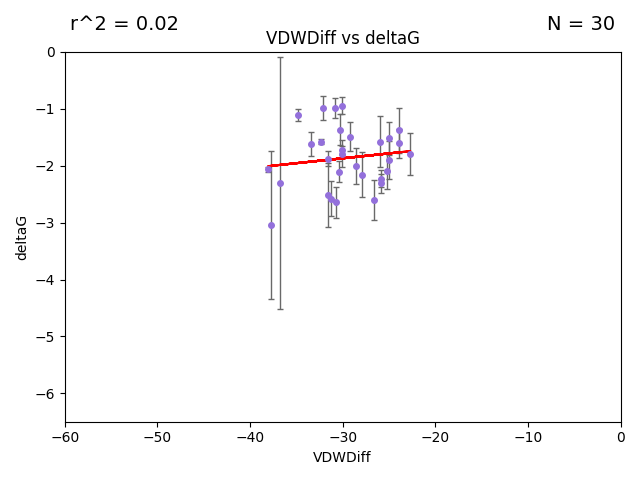 r^2 = 0.02
N = 30
VDWDiff vs deltaG
0
−1
−2
−3
−4
−5
−6
deltaG
−60 −50 −40 −30 −20 −10 0
VDWDiff